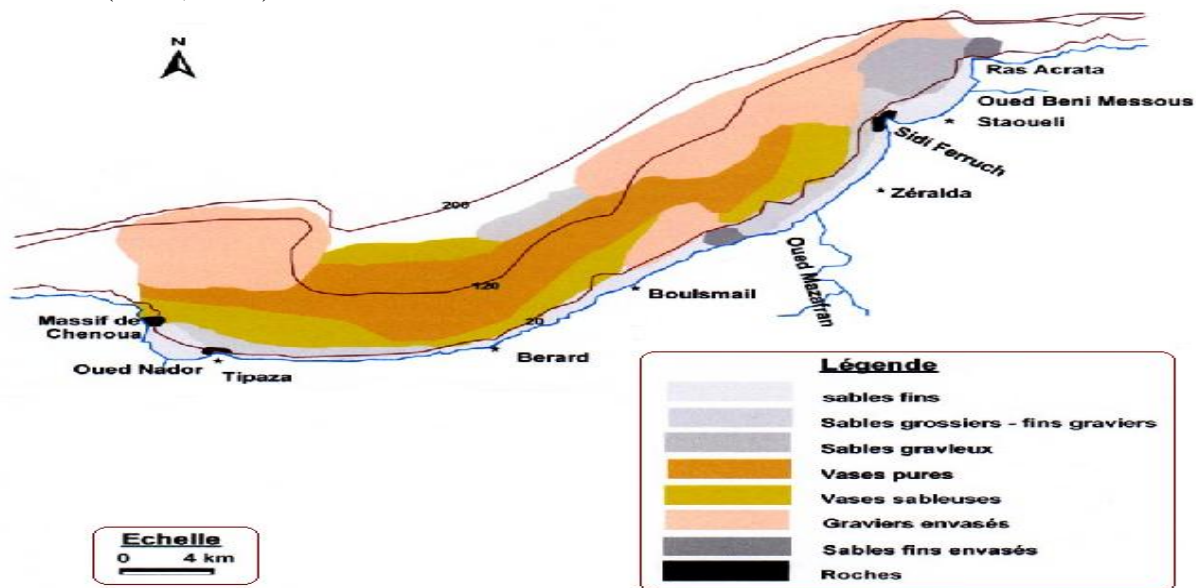 N
Ras Acrata
Oued Beni Messous
Staoueli
Sidi Ferruch
Zéralda
200
Oued Mazafran
120
Boulsmail
20
Massif de
Chenoua
Berard
Oued Nador
Tipaza
Légende
sables fins
Sables grossiers - fins graviers
Sables gravleux
Vases pures
Vases sableuses
Graviers envasés
Sables fins envasés
Roches
Echelle
0 4 km